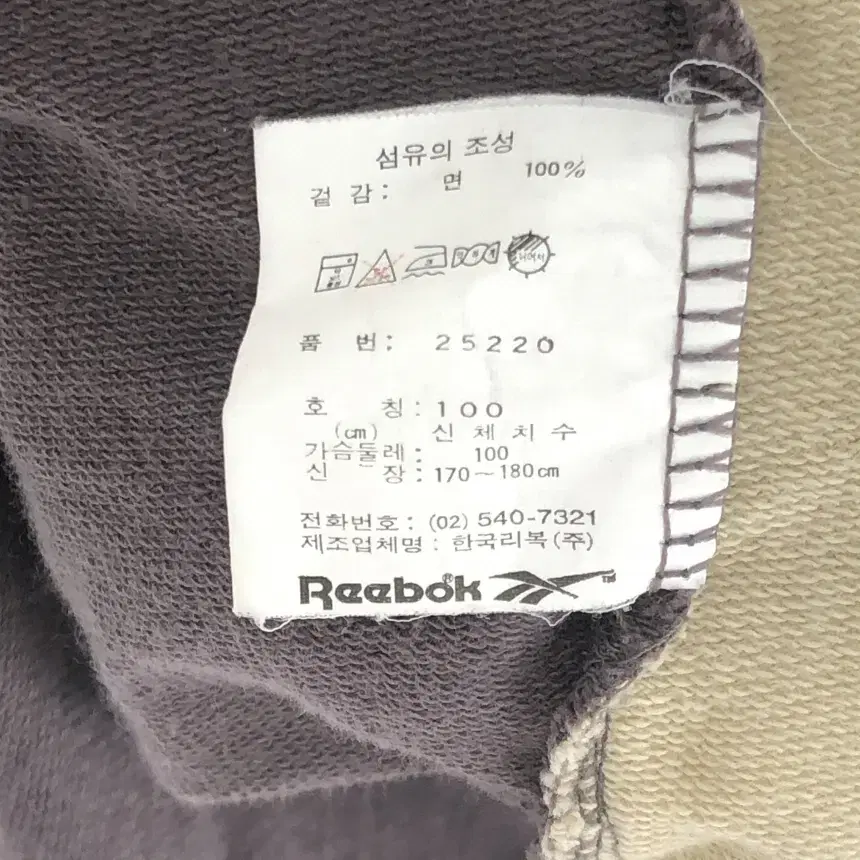 섬유의 조성
겉 감: 면 100%
품 번: 25220
호 칭: 100
(cm) 신 체 치 수
가슴둘레: 100
신 장: 170~180cm
전화번호: (02) 540-7321
제조업체명: 한국리복(주)
Reebok® ™